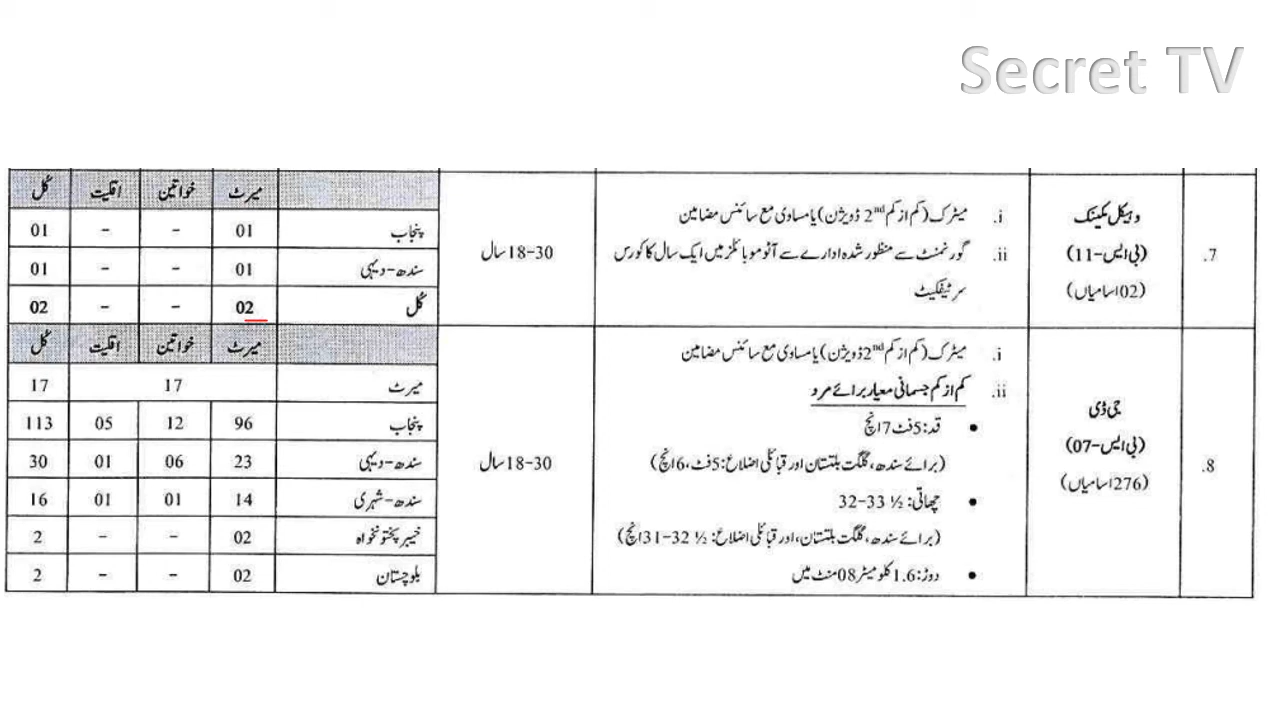 Secret TV
7.
وہیکل مکینک
(بی ایس-11)
(02 اسامیاں)
i. میٹرک (کم از کم 2nd ڈویژن) یا مساوی مع سائنس مضامین
ii. گورنمنٹ سے منظور شدہ ادارے سے آٹو موبائلز میں ایک سال کا کورس
سرٹیفکیٹ
18-30 سال
میرٹ خواتین اقلیت کُل
پنجاب 01 - - 01
سندھ-دیہی 01 - - 01
کُل 02 - - 02
8.
جی ڈی
(بی ایس-07)
(276 اسامیاں)
i. میٹرک (کم از کم 2nd ڈویژن) یا مساوی مع سائنس مضامین
ii. کم از کم جسمانی معیار برائے مرد
• قد: 5 فٹ 7 انچ
(برائے سندھ، گلگت بلتستان اور قبائلی اضلاع: 5 فٹ، 6 انچ)
• چھاتی: 32-33 ½
(برائے سندھ، گلگت بلتستان، اور قبائلی اضلاع: 31-32 ½ انچ)
• دوڑ: 1.6 کلو میٹر 08 منٹ میں
18-30 سال
میرٹ خواتین اقلیت کُل
میرٹ 17 17
پنجاب 96 12 05 113
سندھ-دیہی 23 06 01 30
سندھ-شہری 14 01 01 16
خیبر پختونخواہ 02 - - 2
بلوچستان 02 - - 2